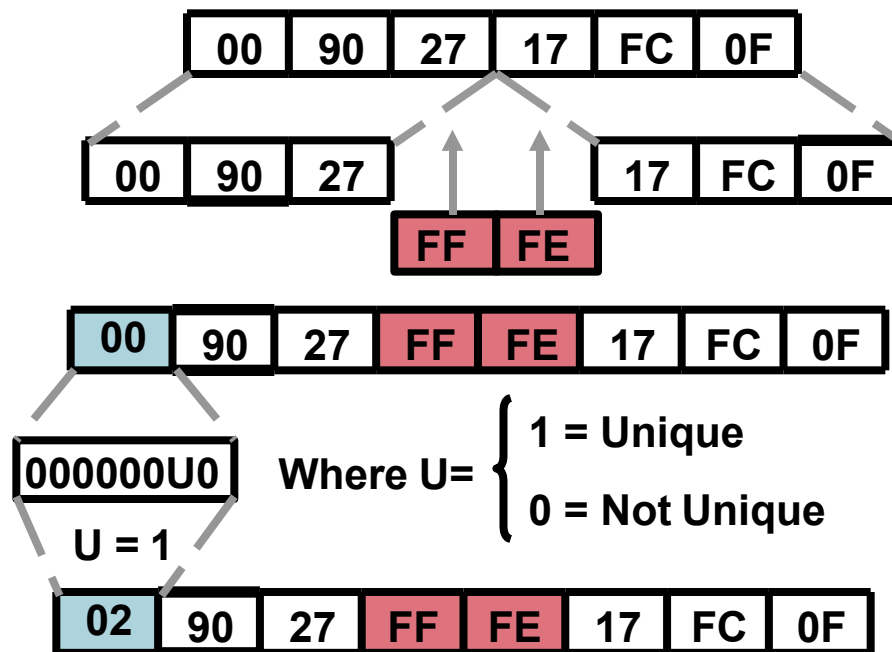 00 90 27 17 FC 0F
00 90 27 17 FC 0F
FF FE
00 90 27 FF FE 17 FC 0F
1 = Unique
000000U0 Where U=
0 = Not Unique
U = 1
02 90 27 FF FE 17 FC 0F